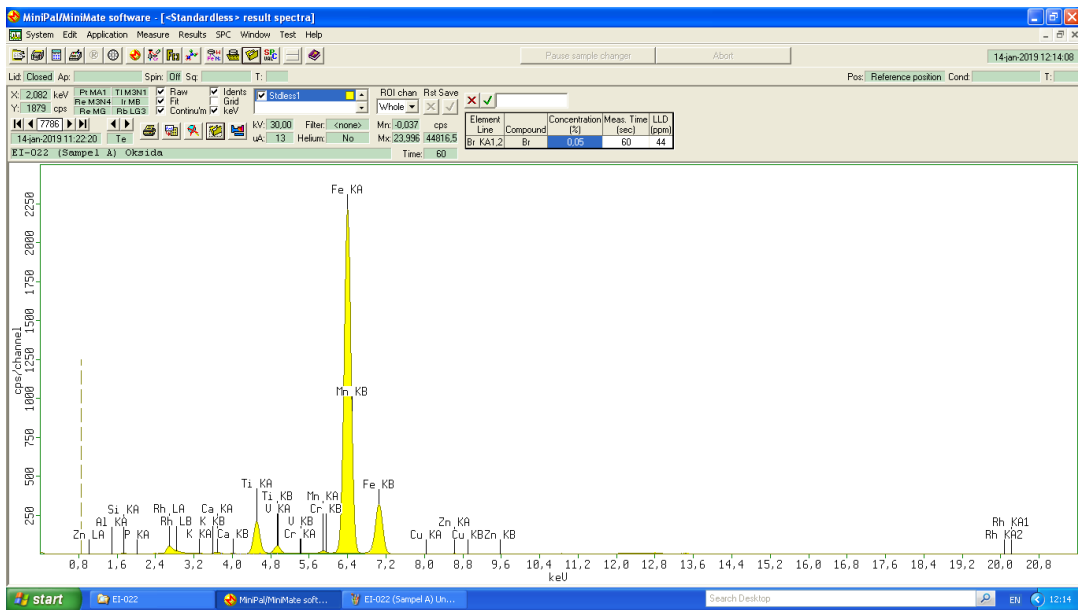 MiniPal/MiniMate software - [<Standardless> result spectra]
System Edit Application Measure Results SPC Window Test Help
Pause sample changer Abort 14-jan-2019 12:14:08
Lid: Closed Ap: Spin: Off Sq: T: Pos: Reference position Cond: T:
X: 2,082 keV Pt MA1 Tl M3N1 Raw Idents Stdless1 ROI chan Rst Save
Y: 1879 cps Re M3N4 Ir MB Fit Grid Whole
Re MG Rb LG3 Continu'm keV
7786 kV: 30,00 Filter: <none> Mn: -0,037 cps
14-jan-2019 11:22:20 Te uA: 13 Helium: No Mx: 23,996 44816,5
EI-022 (Sampel A) Oksida Time: 60
Element Line Compound Concentration (%) Meas. Time (sec) LLD (ppm)
Br KA1,2 Br 0,05 60 44
cps/channel
2250
2000
1750
1500
1250
1000
750
500
250
Fe KA
Mn KB
Ti KA Fe KB
Ti KB Mn KA
Si KA Rh LA Ca KA V KA Cr KB
Al KA Rh LB K KB V KB Zn KA Rh KA1
Zn LA P KA K KA Ca KB Cr KA Cu KA Cu KB Zn KB Rh KA2
0,8 1,6 2,4 3,2 4,0 4,8 5,6 6,4 7,2 8,0 8,8 9,6 10,4 11,2 12,0 12,8 13,6 14,4 15,2 16,0 16,8 17,6 18,4 19,2 20,0 20,8
keV
start EI-022 MiniPal/MiniMate soft... EI-022 (Sampel A) Un... Search Desktop EN 12:14